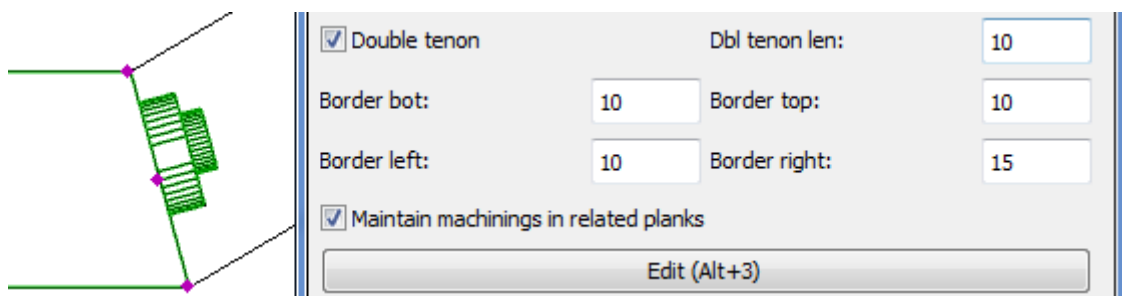 Double tenon Dbl tenon len: 10
Border bot: 10 Border top: 10
Border left: 10 Border right: 15
Maintain machinings in related planks
Edit (Alt+3)